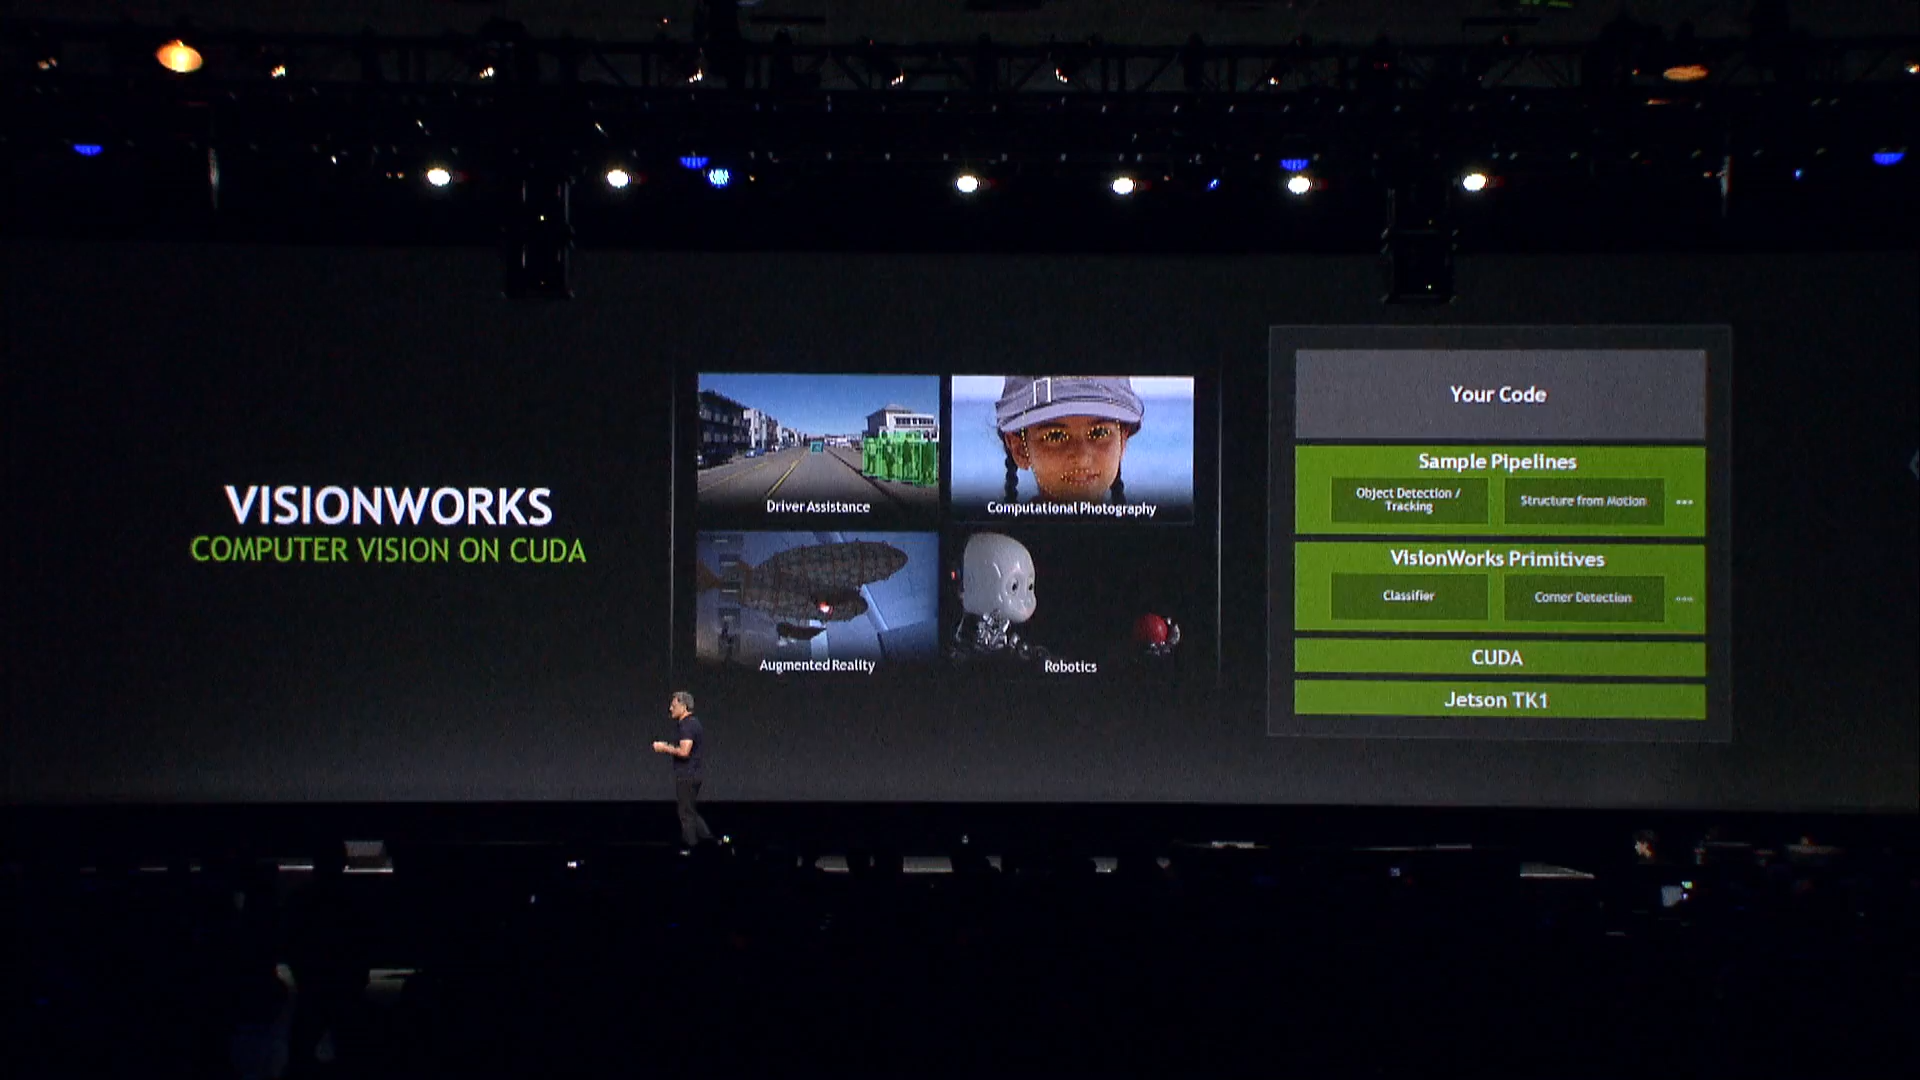 VISIONWORKS
COMPUTER VISION ON CUDA
Driver Assistance
Computational Photography
Augmented Reality
Robotics
Your Code
Sample Pipelines
Object Detection /
Tracking
Structure from Motion
...
VisionWorks Primitives
Classifier
Corner Detection
...
CUDA
Jetson TK1